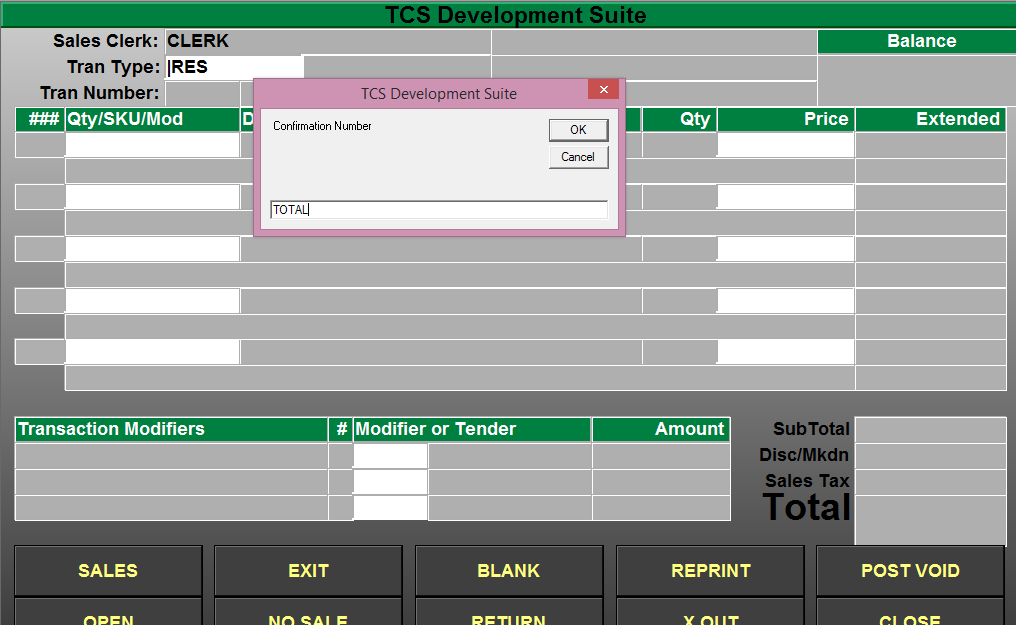 TCS Development Suite
Sales Clerk: CLERK
Balance
Tran Type: RES
Tran Number:
TCS Development Suite
Confirmation Number
OK
Cancel
TOTAL
### Qty/SKU/Mod D Qty Price Extended
Transaction Modifiers # Modifier or Tender Amount
SubTotal
Disc/Mkdn
Sales Tax
Total
SALES EXIT BLANK REPRINT POST VOID
OPEN NO SALE RETURN X OUT CLOSE